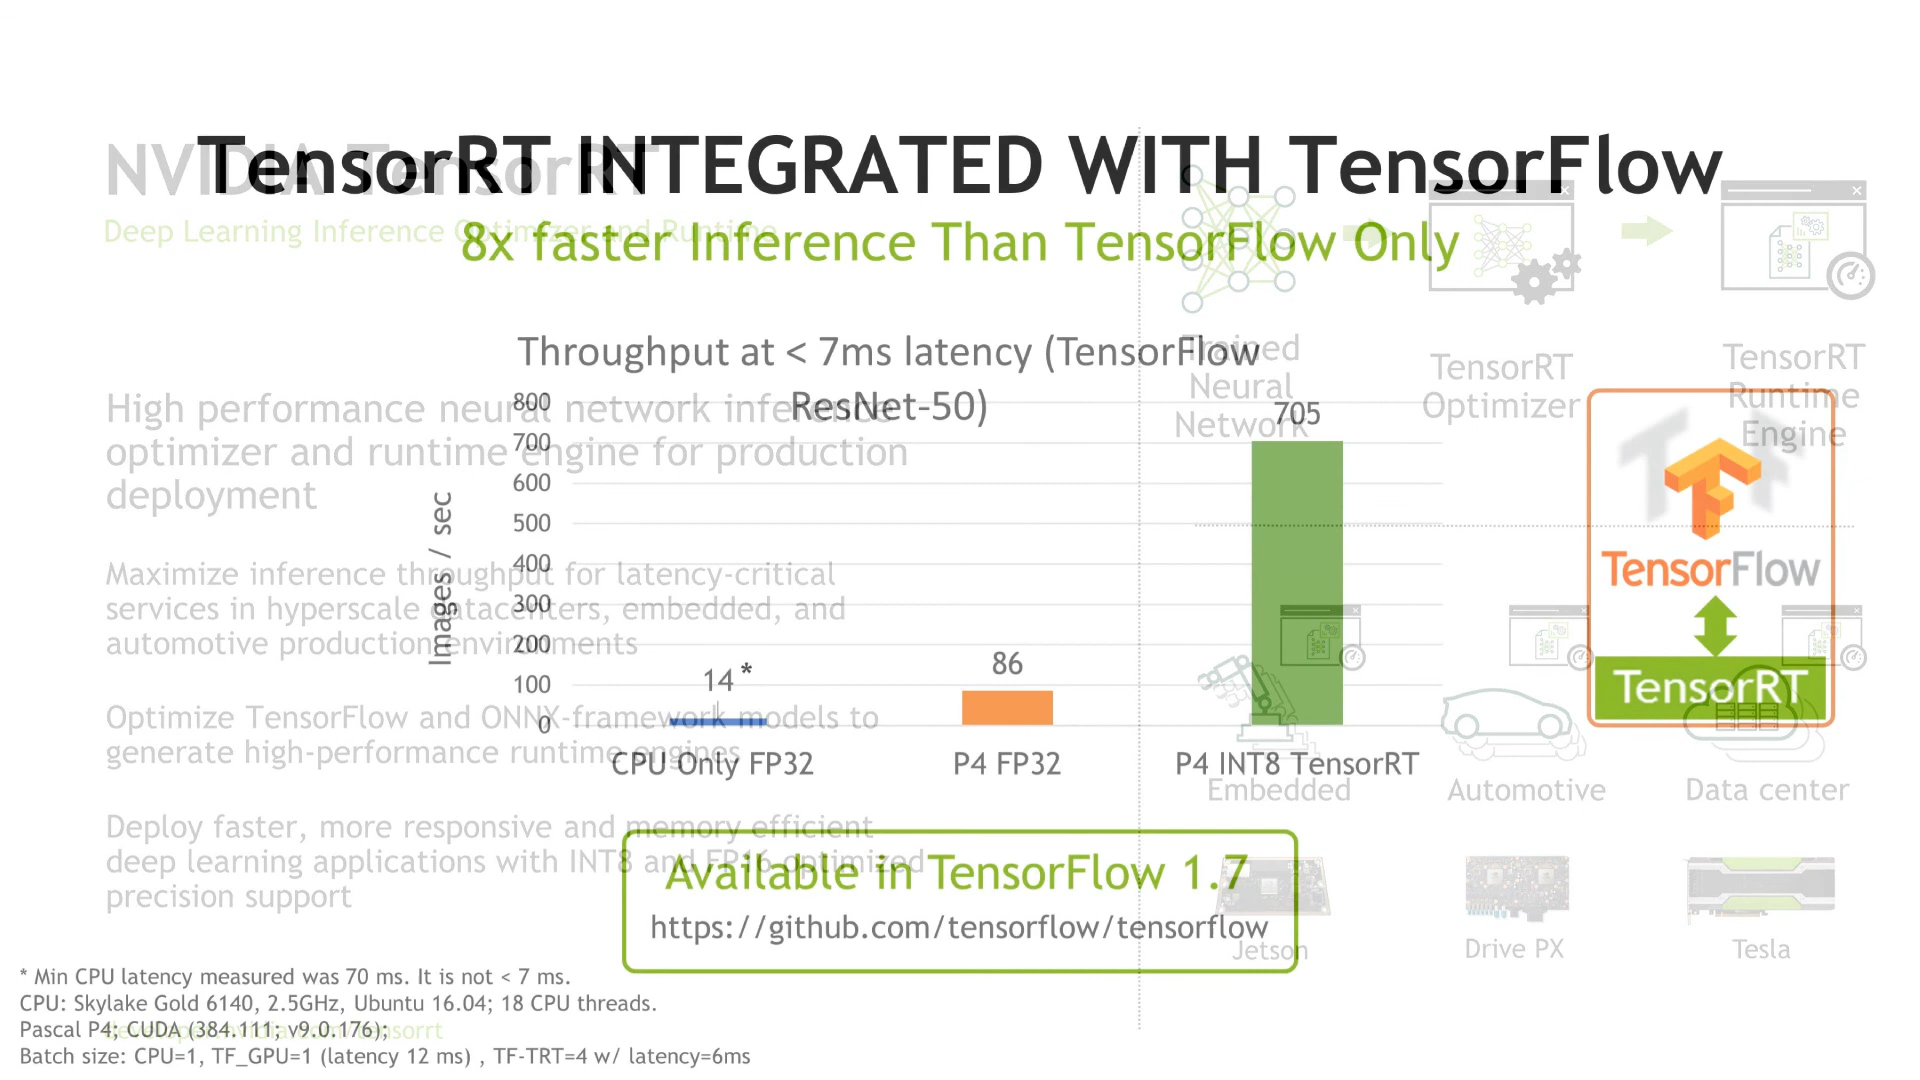 TensorRT INTEGRATED WITH TensorFlow
8x faster Inference Than TensorFlow Only
NVIDIA TensorRT
Deep Learning Inference Optimizer and Runtime
High performance neural network inference
optimizer and runtime engine for production
deployment
Maximize inference throughput for latency-critical
services in hyperscale datacenters, embedded, and
automotive production environments
Optimize TensorFlow and ONNX-framework models to
generate high-performance runtime engines
Deploy faster, more responsive and memory efficient
deep learning applications with INT8 and FP16 optimized
precision support
developer.nvidia.com/tensorrt
Throughput at < 7ms latency (TensorFlow
ResNet-50)
Images / sec
800
700
600
500
400
300
200
100
0
14 *
86
705
CPU Only FP32
P4 FP32
P4 INT8 TensorRT
Trained
Neural
Network
TensorRT
Optimizer
TensorRT
Runtime
Engine
TensorFlow
TensorRT
Embedded
Automotive
Data center
Jetson
Drive PX
Tesla
Available in TensorFlow 1.7
https://github.com/tensorflow/tensorflow
* Min CPU latency measured was 70 ms. It is not < 7 ms.
CPU: Skylake Gold 6140, 2.5GHz, Ubuntu 16.04; 18 CPU threads.
Pascal P4; CUDA (384.111; v9.0.176);
Batch size: CPU=1, TF_GPU=1 (latency 12 ms) , TF-TRT=4 w/ latency=6ms